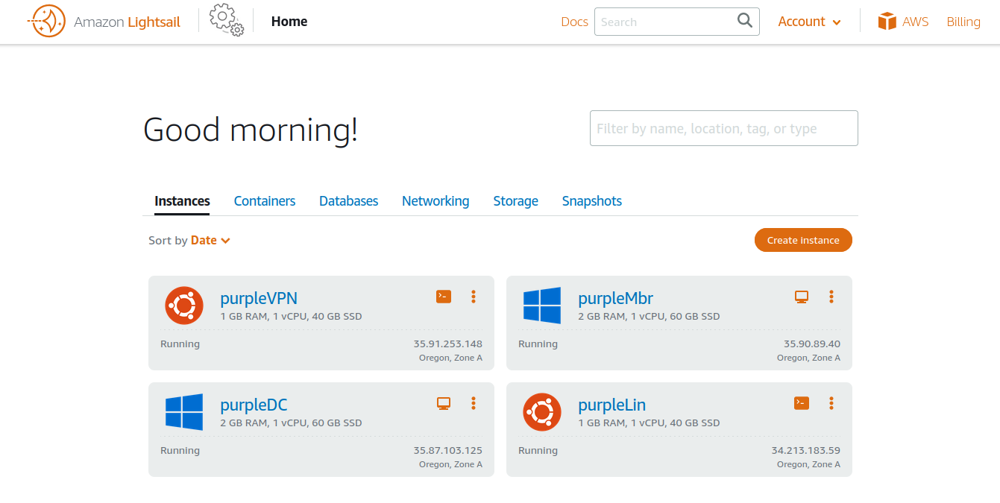 Amazon Lightsail Home Docs Search Account AWS Billing
Good morning!
Filter by name, location, tag, or type
Instances Containers Databases Networking Storage Snapshots
Sort by Date
Create instance
purpleVPN
1 GB RAM, 1 vCPU, 40 GB SSD
Running
35.91.253.148
Oregon, Zone A
purpleMbr
2 GB RAM, 1 vCPU, 60 GB SSD
Running
35.90.89.40
Oregon, Zone A
purpleDC
2 GB RAM, 1 vCPU, 60 GB SSD
Running
35.87.103.125
Oregon, Zone A
purpleLin
1 GB RAM, 1 vCPU, 40 GB SSD
Running
34.213.183.59
Oregon, Zone A